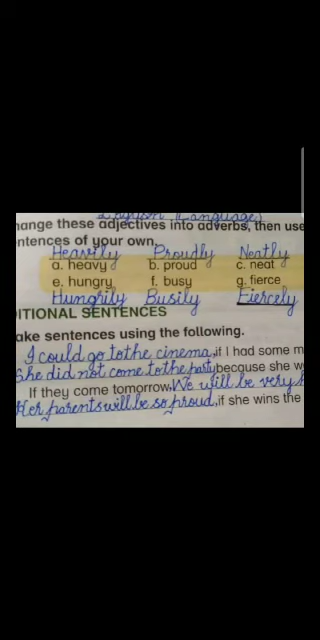 English (Language)
hange these adjectives into adverbs, then use
ntences of your own.
Heavily Proudly Neatly
a. heavy b. proud c. neat
e. hungry f. busy g. fierce
Hungrily Busily Fiercely
ITIONAL SENTENCES
ake sentences using the following.
I could go to the cinema, if I had some m
She did not come to the party because she w
If they come tomorrow, We will be very h
Her parents will be so proud, if she wins the